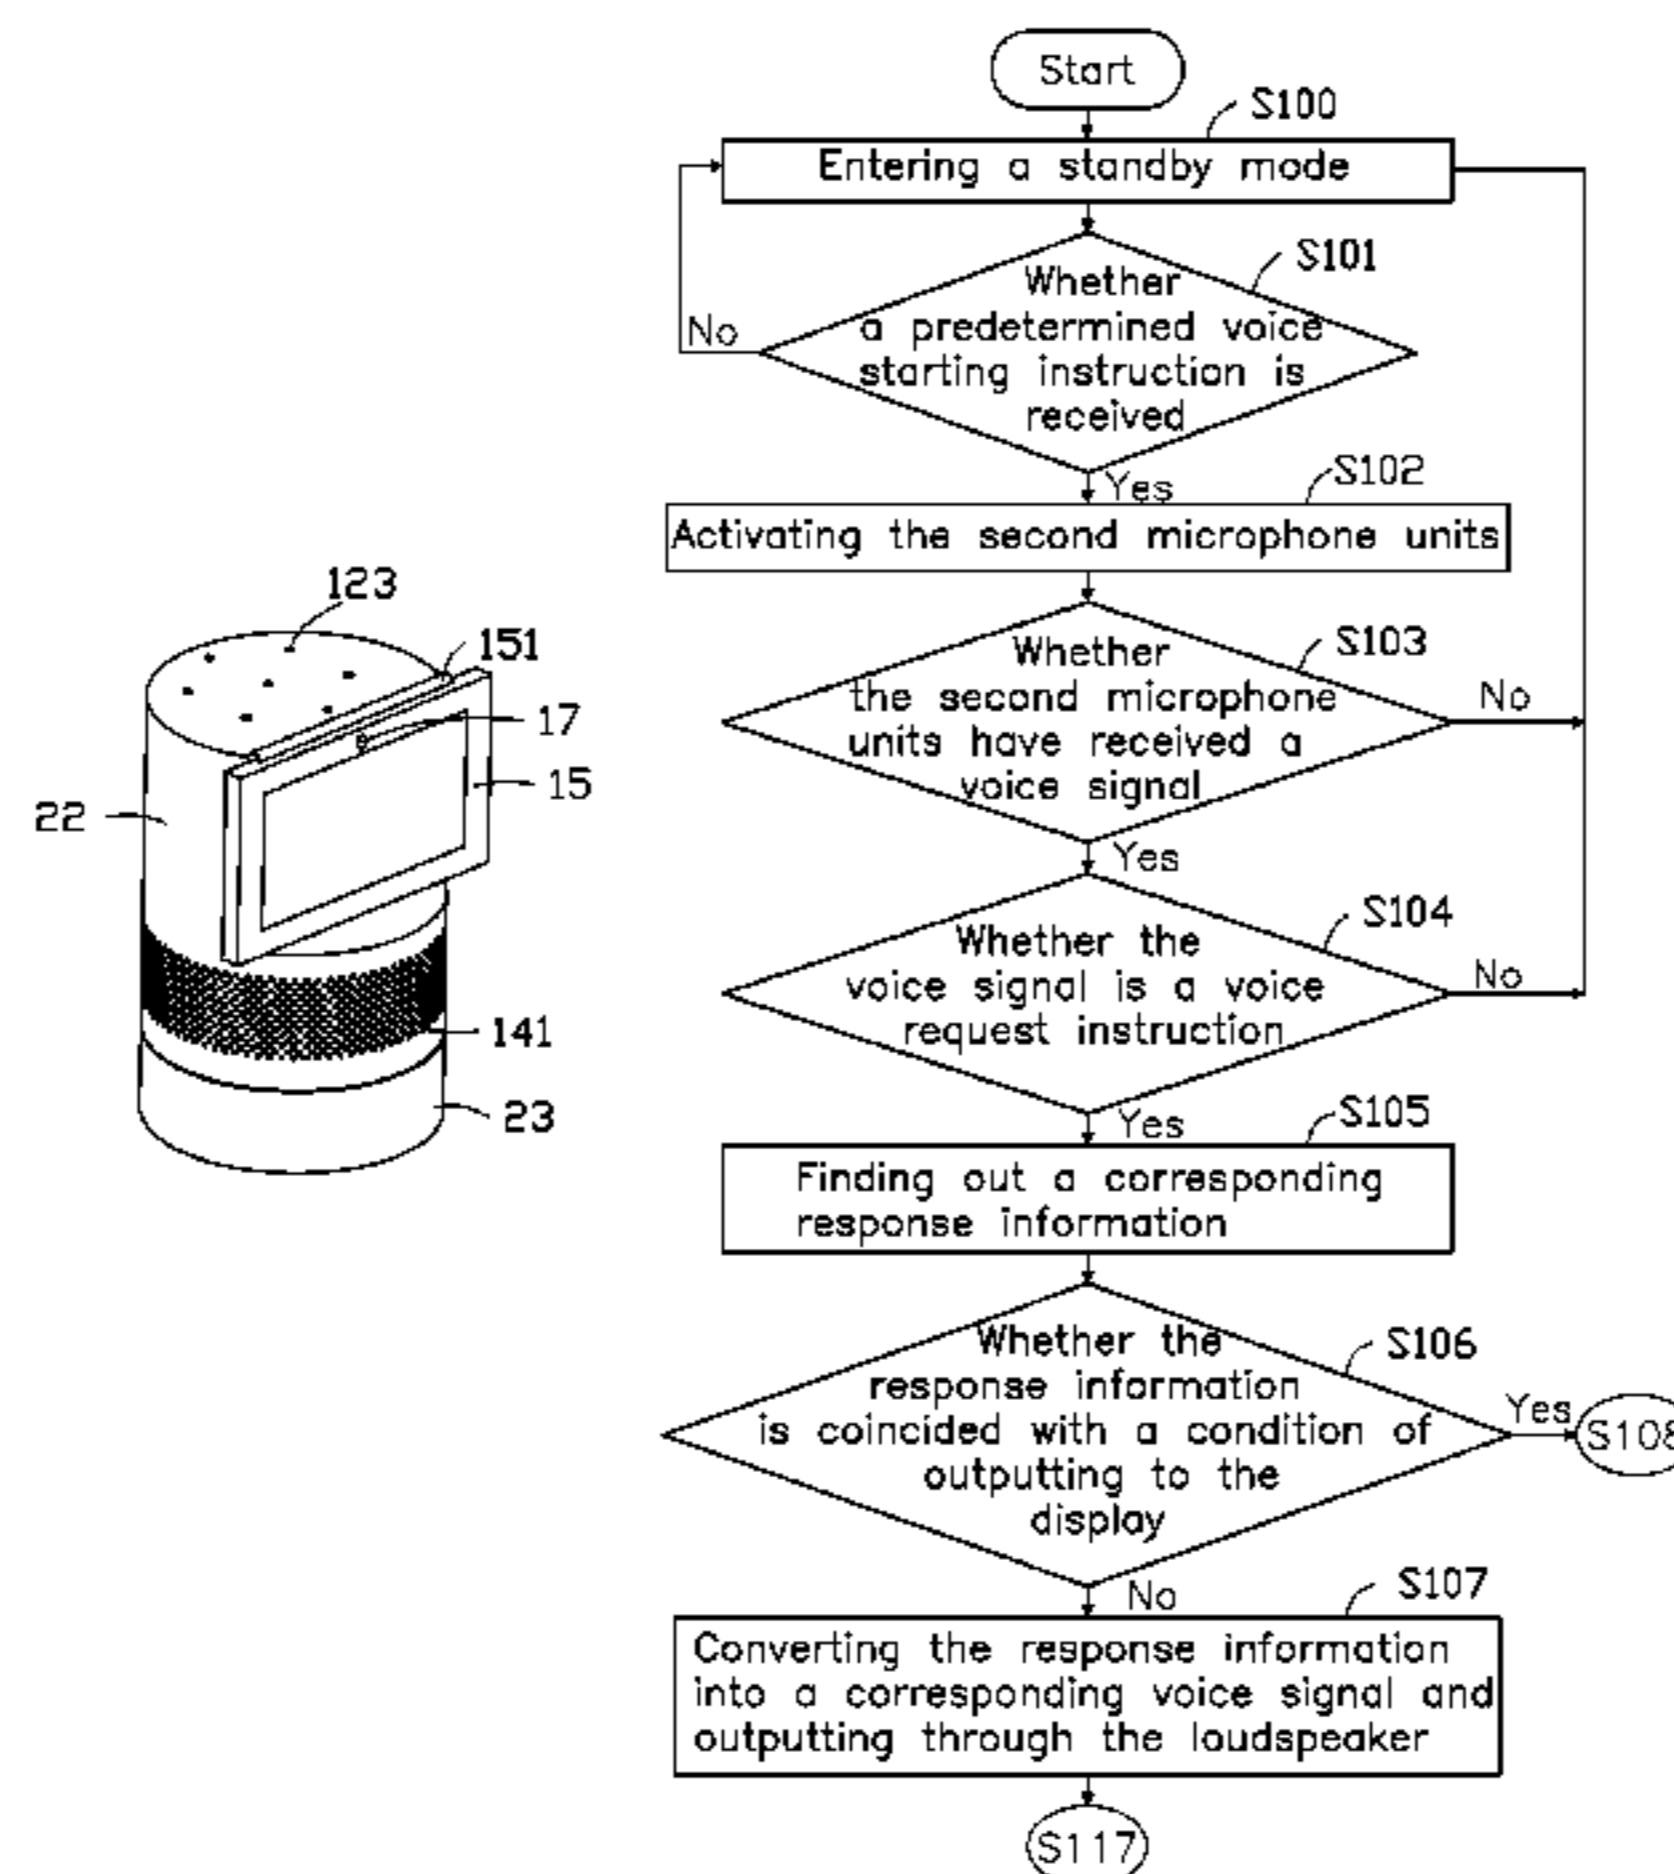 123
151
17
15
22
141
23
Start
S100
Entering a standby mode
S101
Whether
a predetermined voice
starting instruction is
received
No
Yes
S102
Activating the second microphone units
S103
Whether
the second microphone
units have received a
voice signal
No
Yes
S104
Whether the
voice signal is a voice
request instruction
No
Yes
S105
Finding out a corresponding
response information
S106
Whether the
response information
is coincided with a condition of
outputting to the
display
Yes
S108
No
S107
Converting the response information
into a corresponding voice signal and
outputting through the loudspeaker
S117